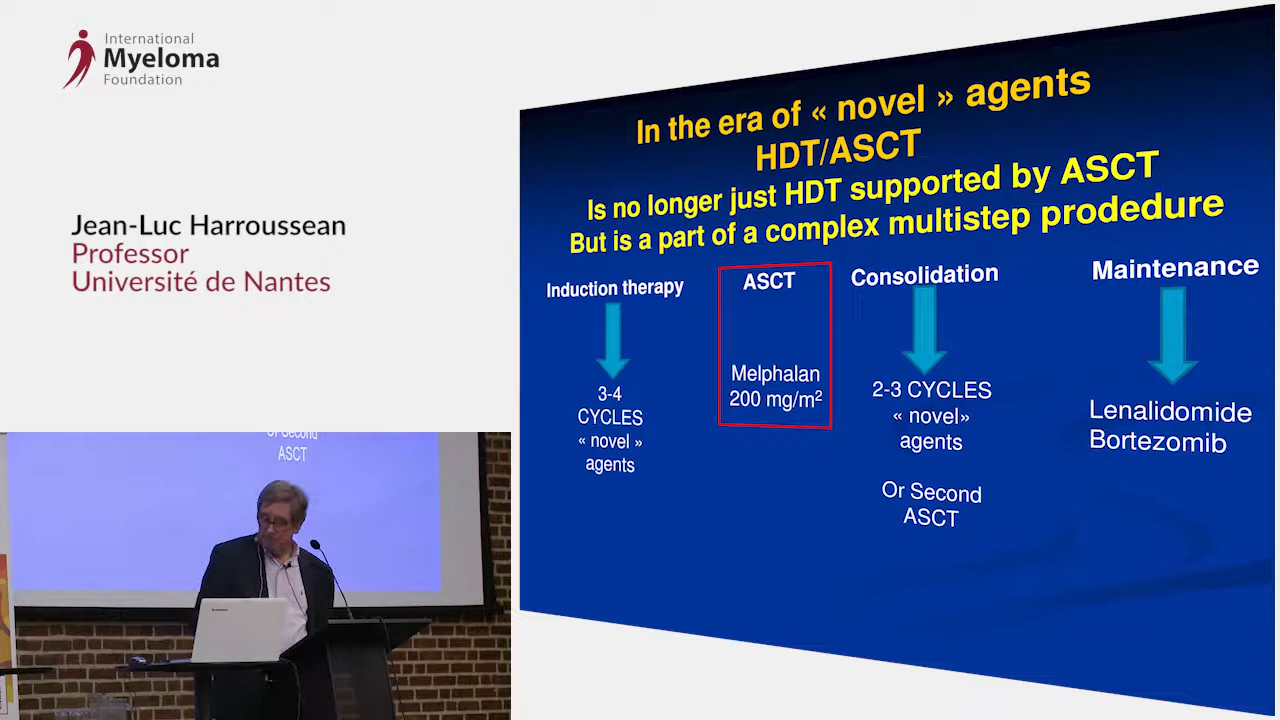 International
Myeloma
Foundation
Jean-Luc Harroussean
Professor
Université de Nantes
In the era of « novel » agents
HDT/ASCT
Is no longer just HDT supported by ASCT
But is a part of a complex multistep prodedure
Induction therapy
3-4
CYCLES
« novel »
agents
ASCT
Melphalan
200 mg/m²
Consolidation
2-3 CYCLES
« novel»
agents
Or Second
ASCT
Maintenance
Lenalidomide
Bortezomib
Or Second
ASCT